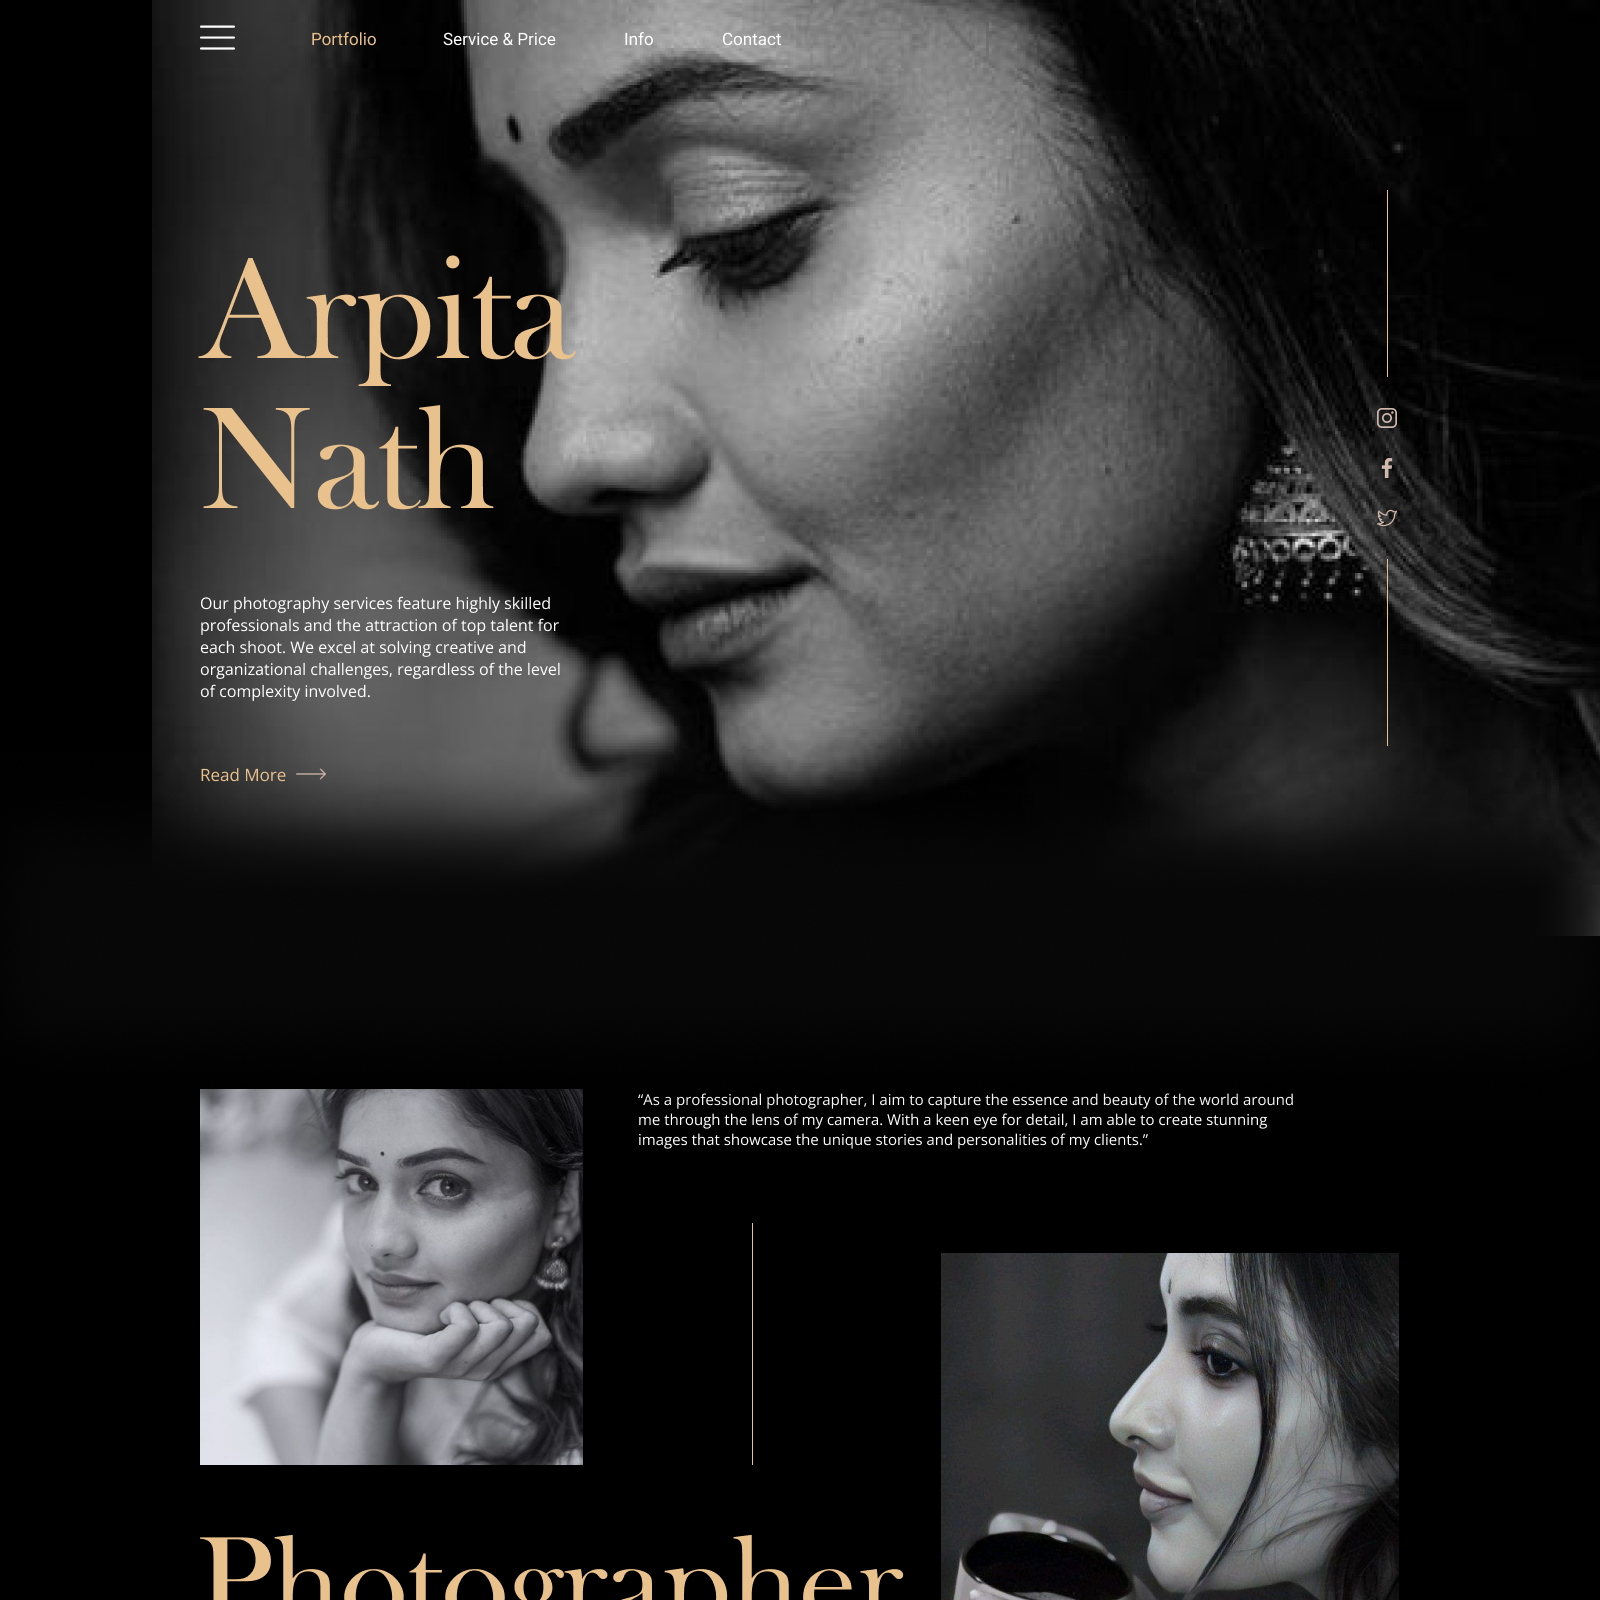 Portfolio Service & Price Info Contact
Arpita
Nath
Our photography services feature highly skilled
professionals and the attraction of top talent for
each shoot. We excel at solving creative and
organizational challenges, regardless of the level
of complexity involved.
Read More
“As a professional photographer, I aim to capture the essence and beauty of the world around
me through the lens of my camera. With a keen eye for detail, I am able to create stunning
images that showcase the unique stories and personalities of my clients.”
Photographer